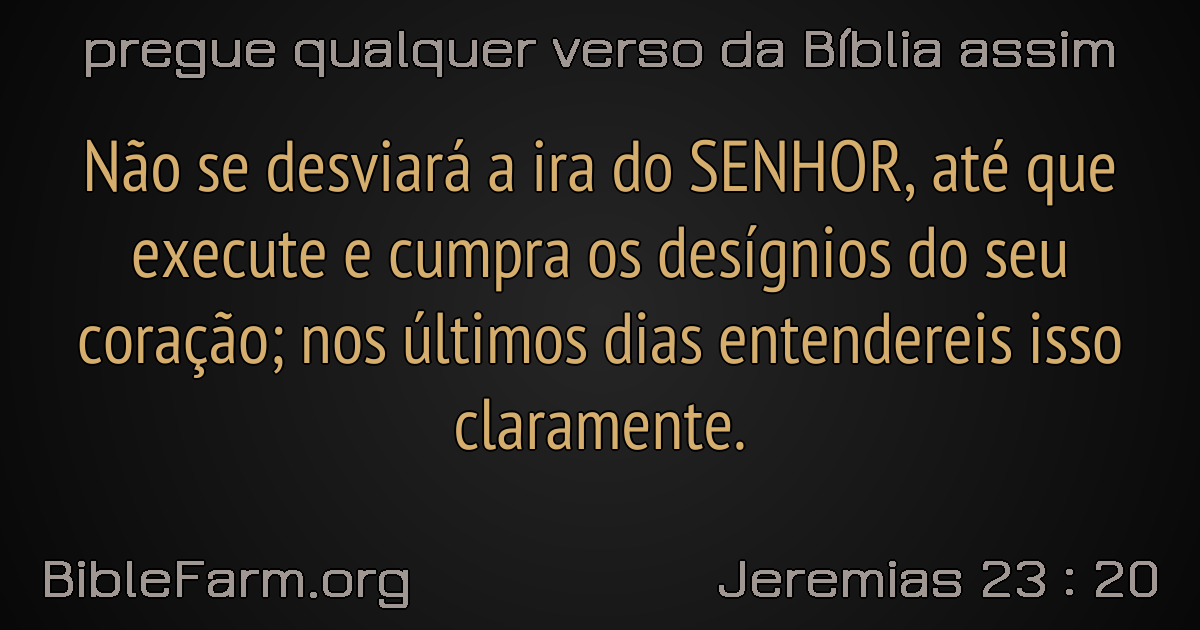 pregue qualquer verso da Bíblia assim
Não se desviará a ira do SENHOR, até que
execute e cumpra os desígnios do seu
coração; nos últimos dias entendereis isso
claramente.
BibleFarm.org
Jeremias 23 : 20